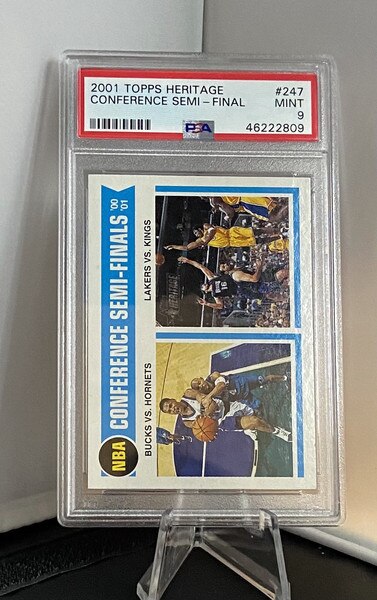 2001 TOPPS HERITAGE #247
CONFERENCE SEMI-FINAL MINT
9
PSA 46222809
NBA CONFERENCE SEMI-FINALS '00 '01
BUCKS VS. HORNETS LAKERS VS. KINGS